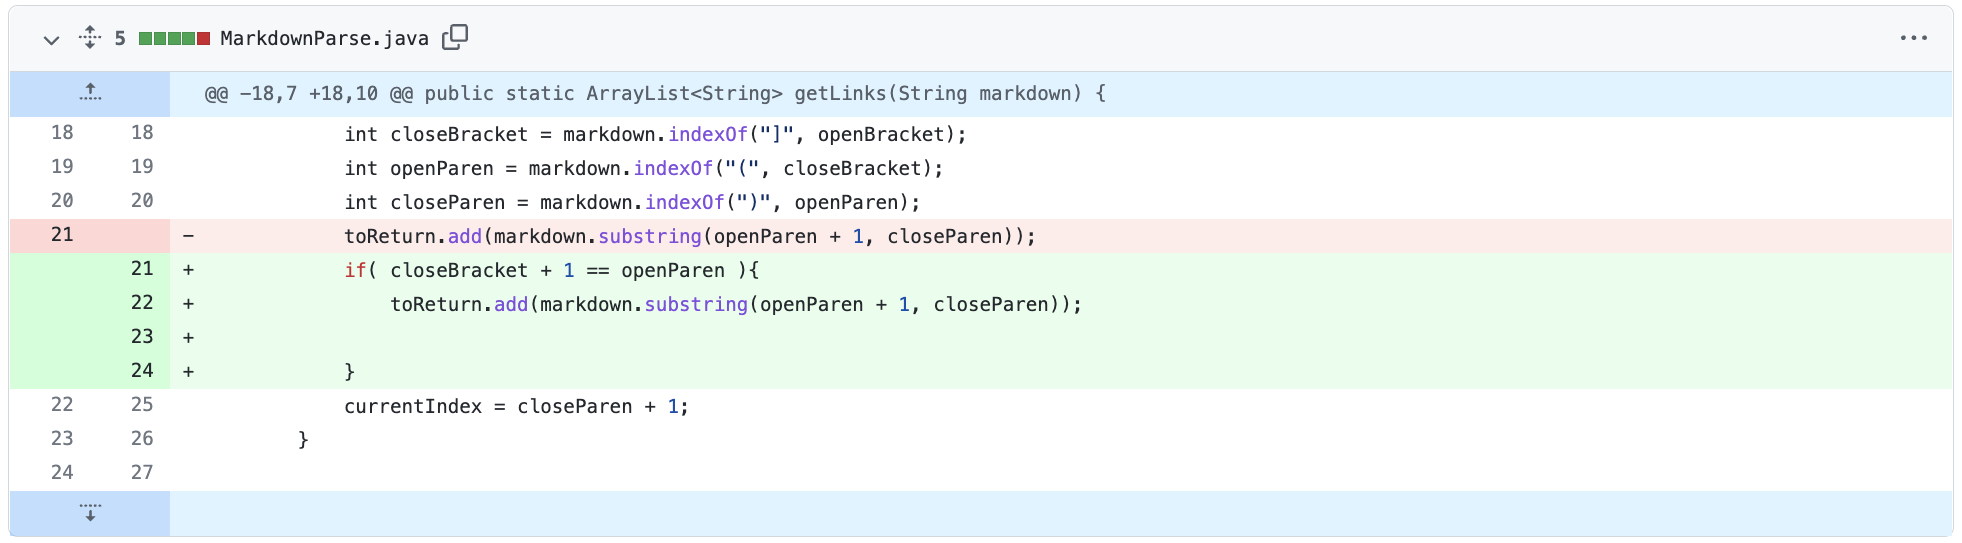 5 MarkdownParse.java
@@ -18,7 +18,10 @@ public static ArrayList<String> getLinks(String markdown) {
18 18 int closeBracket = markdown.indexOf("]", openBracket);
19 19 int openParen = markdown.indexOf("(", closeBracket);
20 20 int closeParen = markdown.indexOf(")", openParen);
21 - toReturn.add(markdown.substring(openParen + 1, closeParen));
21 + if( closeBracket + 1 == openParen ){
22 + toReturn.add(markdown.substring(openParen + 1, closeParen));
23 +
24 + }
22 25 currentIndex = closeParen + 1;
23 26 }
24 27